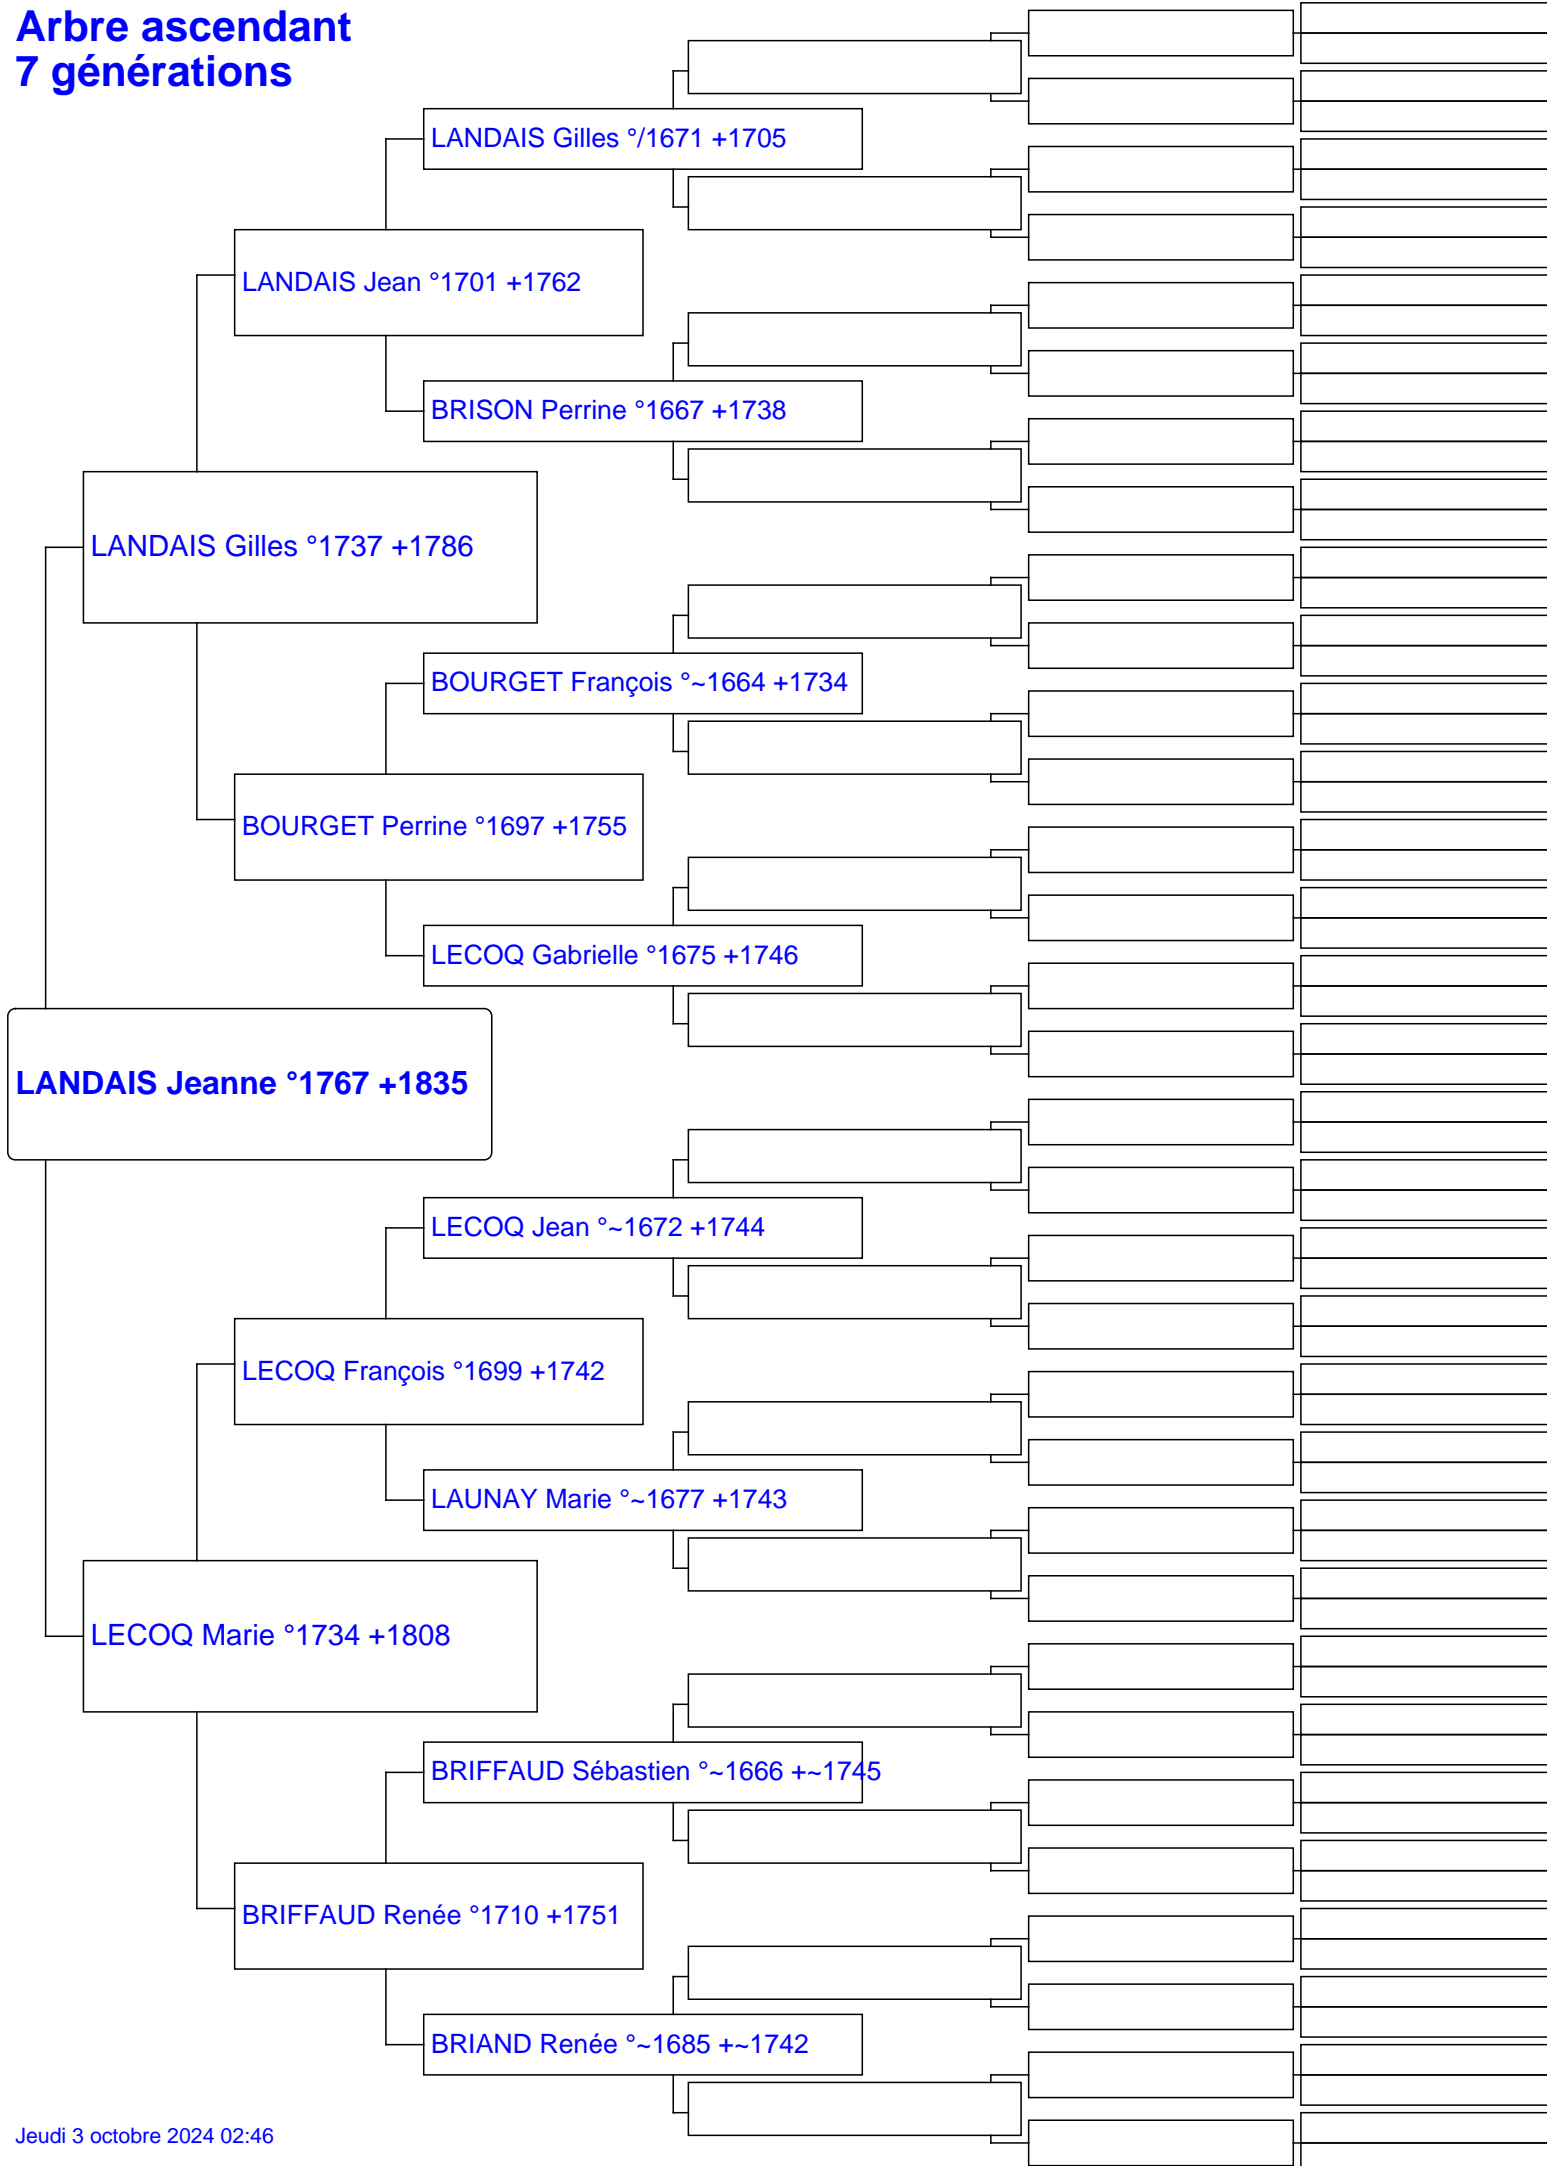 Arbre ascendant
7 générations
LANDAIS Gilles °/1671 +1705
LANDAIS Jean °1701 +1762
BRISON Perrine °1667 +1738
LANDAIS Gilles °1737 +1786
BOURGET François °~1664 +1734
BOURGET Perrine °1697 +1755
LECOQ Gabrielle °1675 +1746
LANDAIS Jeanne °1767 +1835
LECOQ Jean °~1672 +1744
LECOQ François °1699 +1742
LAUNAY Marie °~1677 +1743
LECOQ Marie °1734 +1808
BRIFFAUD Sébastien °~1666 +~1745
BRIFFAUD Renée °1710 +1751
BRIAND Renée °~1685 +~1742
Jeudi 3 octobre 2024 02:46